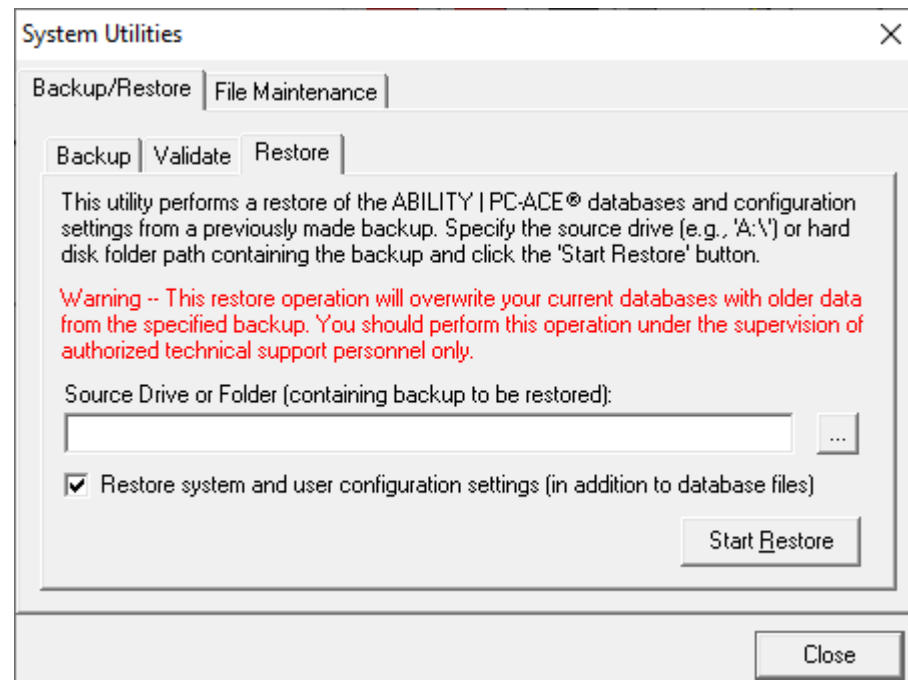 System Utilities
Backup/Restore
File Maintenance
Backup
Validate
Restore
This utility performs a restore of the ABILITY | PC-ACE® databases and configuration
settings from a previously made backup. Specify the source drive (e.g., 'A:\') or hard
disk folder path containing the backup and click the 'Start Restore' button.
Warning -- This restore operation will overwrite your current databases with older data
from the specified backup. You should perform this operation under the supervision of
authorized technical support personnel only.
Source Drive or Folder (containing backup to be restored):
...
Restore system and user configuration settings (in addition to database files)
Start Restore
Close